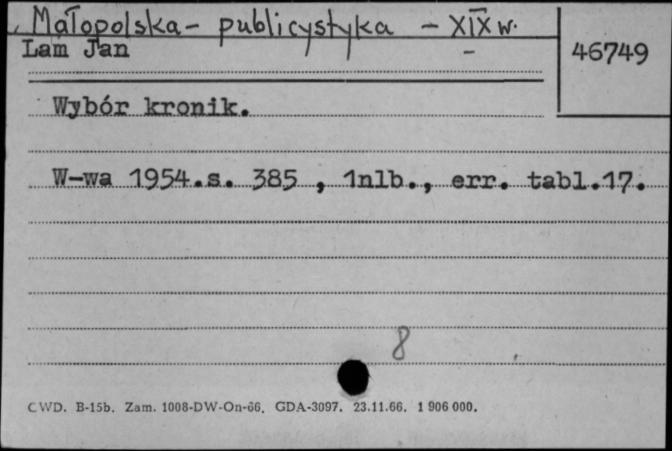 Małopolska - publicystyka - XIX w.
Lam Jan -
46749
Wybór kronik.
W-wa 1954.s. 385 , 1nlb., err. tabl.17.
8
CWD. B-15b. Zam. 1008-DW-On-66. GDA-3097. 23.11.66. 1 906 000.